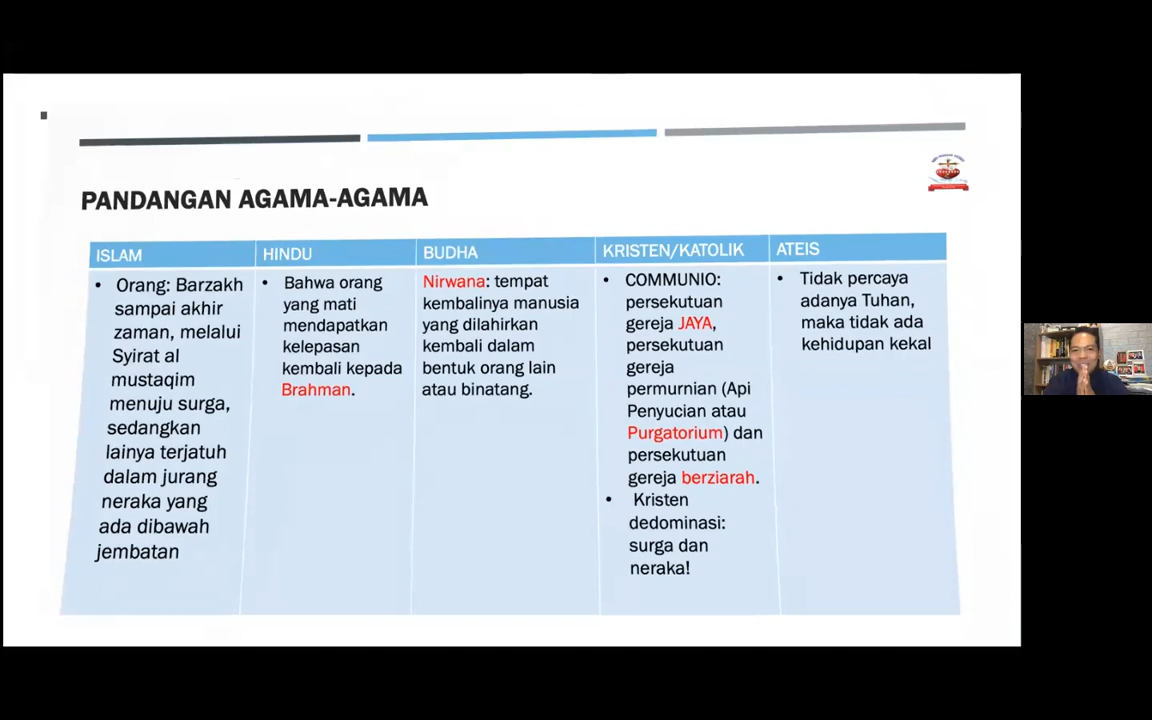 PANDANGAN AGAMA-AGAMA
ISLAM
• Orang: Barzakh
sampai akhir
zaman, melalui
Syirat al
mustaqim
menuju surga,
sedangkan
lainya terjatuh
dalam jurang
neraka yang
ada dibawah
jembatan
HINDU
• Bahwa orang
yang mati
mendapatkan
kelepasan
kembali kepada
Brahman.
BUDHA
Nirwana: tempat
kembalinya manusia
yang dilahirkan
kembali dalam
bentuk orang lain
atau binatang.
KRISTEN/KATOLIK
• COMMUNIO:
persekutuan
gereja JAYA,
persekutuan
gereja
permurnian (Api
Penyucian atau
Purgatorium) dan
persekutuan
gereja berziarah.
• Kristen
dedominasi:
surga dan
neraka!
ATEIS
• Tidak percaya
adanya Tuhan,
maka tidak ada
kehidupan kekal